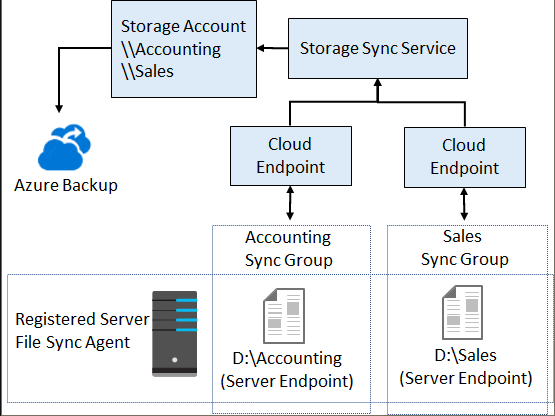 Storage Account
\\Accounting
\\Sales
Storage Sync Service
Azure Backup
Cloud
Endpoint
Cloud
Endpoint
Accounting
Sync Group
Sales
Sync Group
Registered Server
File Sync Agent
D:\Accounting
(Server Endpoint)
D:\Sales
(Server Endpoint)